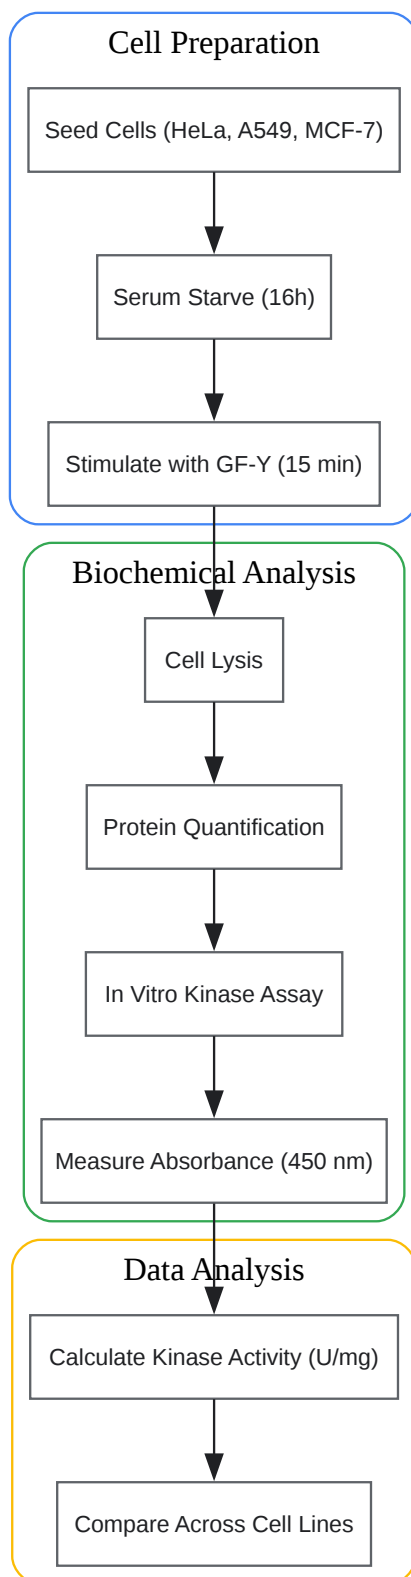 Cell Preparation
Seed Cells (HeLa, A549, MCF-7)
Serum Starve (16h)
Stimulate with GF-Y (15 min)
Biochemical Analysis
Cell Lysis
Protein Quantification
In Vitro Kinase Assay
Measure Absorbance (450 nm)
Data Analysis
Calculate Kinase Activity (U/mg)
Compare Across Cell Lines